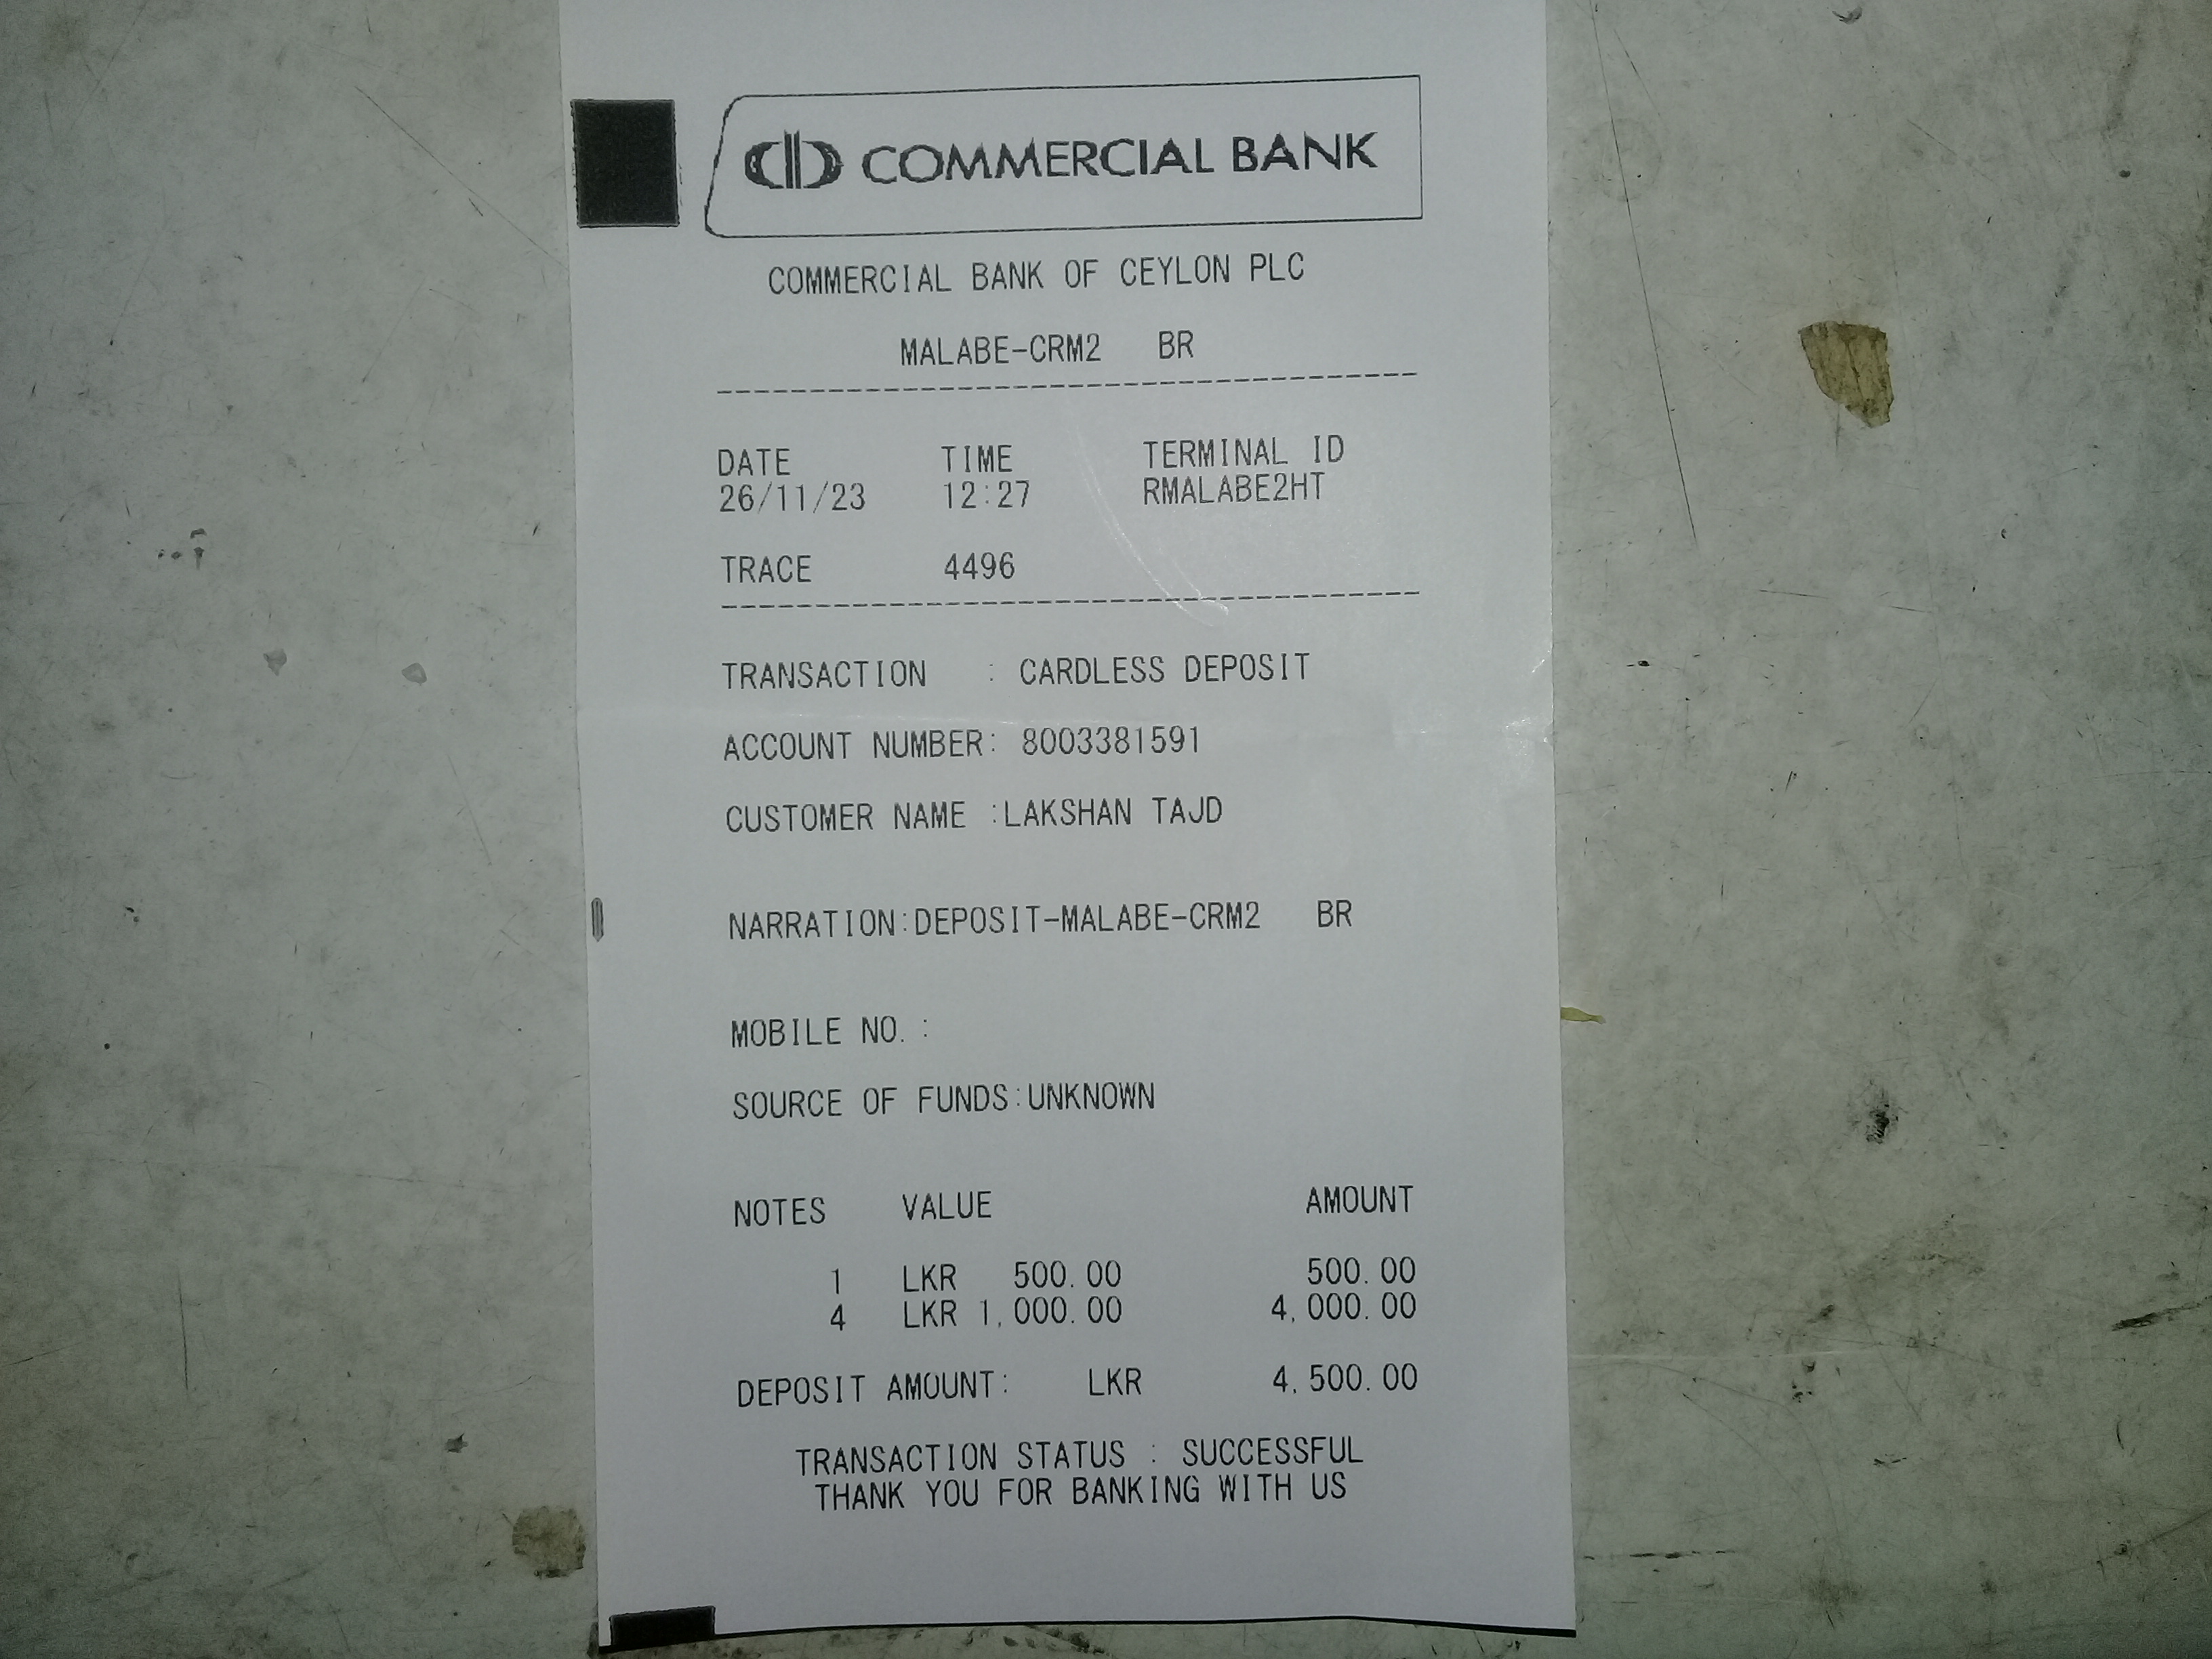 COMMERCIAL BANK
COMMERCIAL BANK OF CEYLON PLC
MALABE-CRM2 BR
DATE TIME TERMINAL ID
26/11/23 12:27 RMALABE2HT
TRACE 4496
TRANSACTION : CARDLESS DEPOSIT
ACCOUNT NUMBER: 8003381591
CUSTOMER NAME :LAKSHAN TAJD
NARRATION:DEPOSIT-MALABE-CRM2 BR
MOBILE NO. :
SOURCE OF FUNDS:UNKNOWN
NOTES VALUE AMOUNT
1 LKR 500.00 500.00
4 LKR 1,000.00 4,000.00
DEPOSIT AMOUNT: LKR 4,500.00
TRANSACTION STATUS : SUCCESSFUL
THANK YOU FOR BANKING WITH US